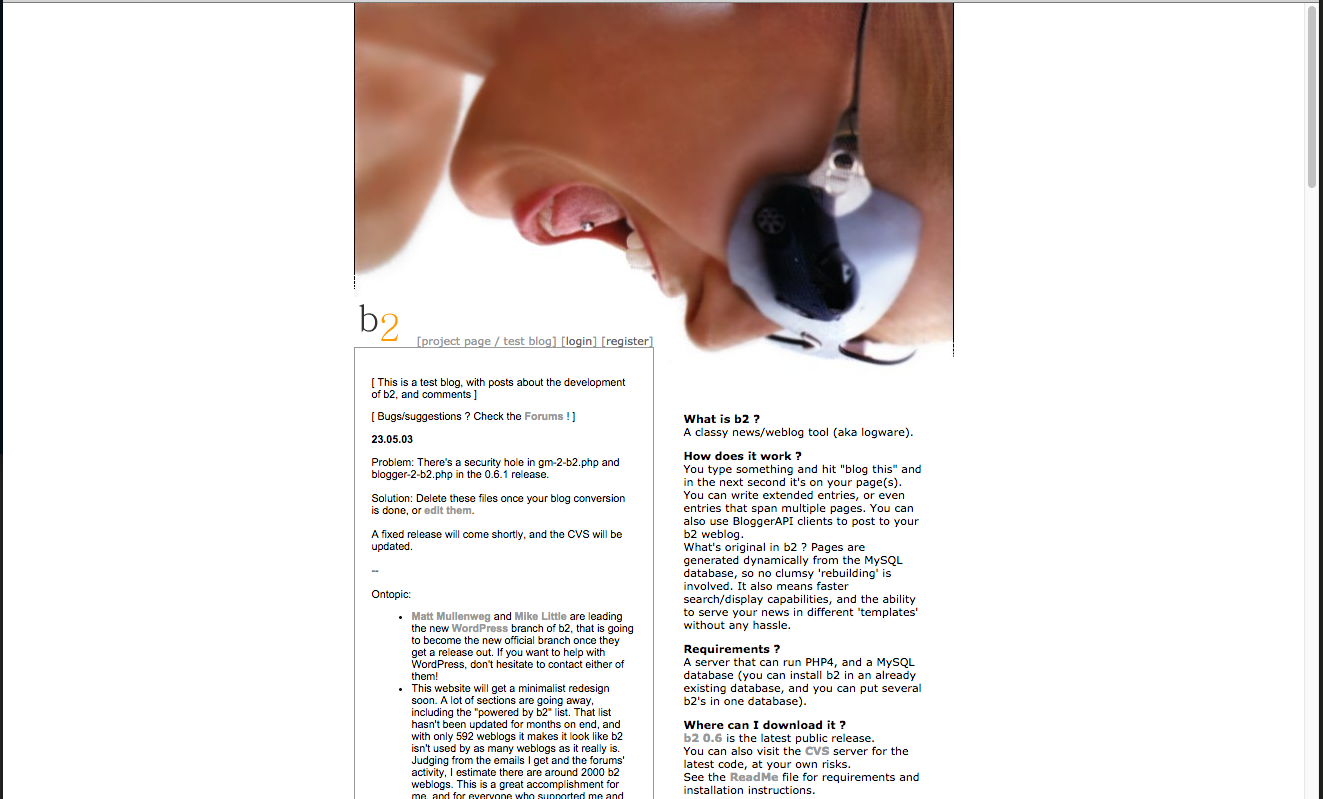 b2
[project page / test blog] [login] [register]
[ This is a test blog, with posts about the development
of b2, and comments ]
[ Bugs/suggestions ? Check the Forums ! ]
23.05.03
Problem: There's a security hole in gm-2-b2.php and
blogger-2-b2.php in the 0.6.1 release.
Solution: Delete these files once your blog conversion
is done, or edit them.
A fixed release will come shortly, and the CVS will be
updated.
--
Ontopic:
• Matt Mullenweg and Mike Little are leading
the new WordPress branch of b2, that is going
to become the new official branch once they
get a release out. If you want to help with
WordPress, don't hesitate to contact either of
them!
• This website will get a minimalist redesign
soon. A lot of sections are going away,
including the "powered by b2" list. That list
hasn't been updated for months on end, and
with only 592 weblogs it makes it look like b2
isn't used by as many weblogs as it really is.
Judging from the emails I get and the forums'
activity, I estimate there are around 2000 b2
weblogs. This is a great accomplishment for
me, and for everyone who supported me and
What is b2 ?
A classy news/weblog tool (aka logware).
How does it work ?
You type something and hit "blog this" and
in the next second it's on your page(s).
You can write extended entries, or even
entries that span multiple pages. You can
also use BloggerAPI clients to post to your
b2 weblog.
What's original in b2 ? Pages are
generated dynamically from the MySQL
database, so no clumsy 'rebuilding' is
involved. It also means faster
search/display capabilities, and the ability
to serve your news in different 'templates'
without any hassle.
Requirements ?
A server that can run PHP4, and a MySQL
database (you can install b2 in an already
existing database, and you can put several
b2's in one database).
Where can I download it ?
b2 0.6 is the latest public release.
You can also visit the CVS server for the
latest code, at your own risks.
See the ReadMe file for requirements and
installation instructions.